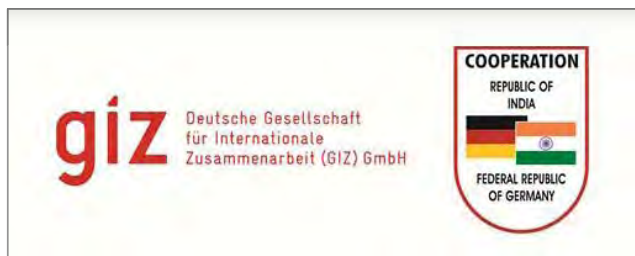 giz
Deutsche Gesellschaft
für Internationale
Zusammenarbeit (GIZ) GmbH
COOPERATION
REPUBLIC OF
INDIA
FEDERAL REPUBLIC
OF GERMANY